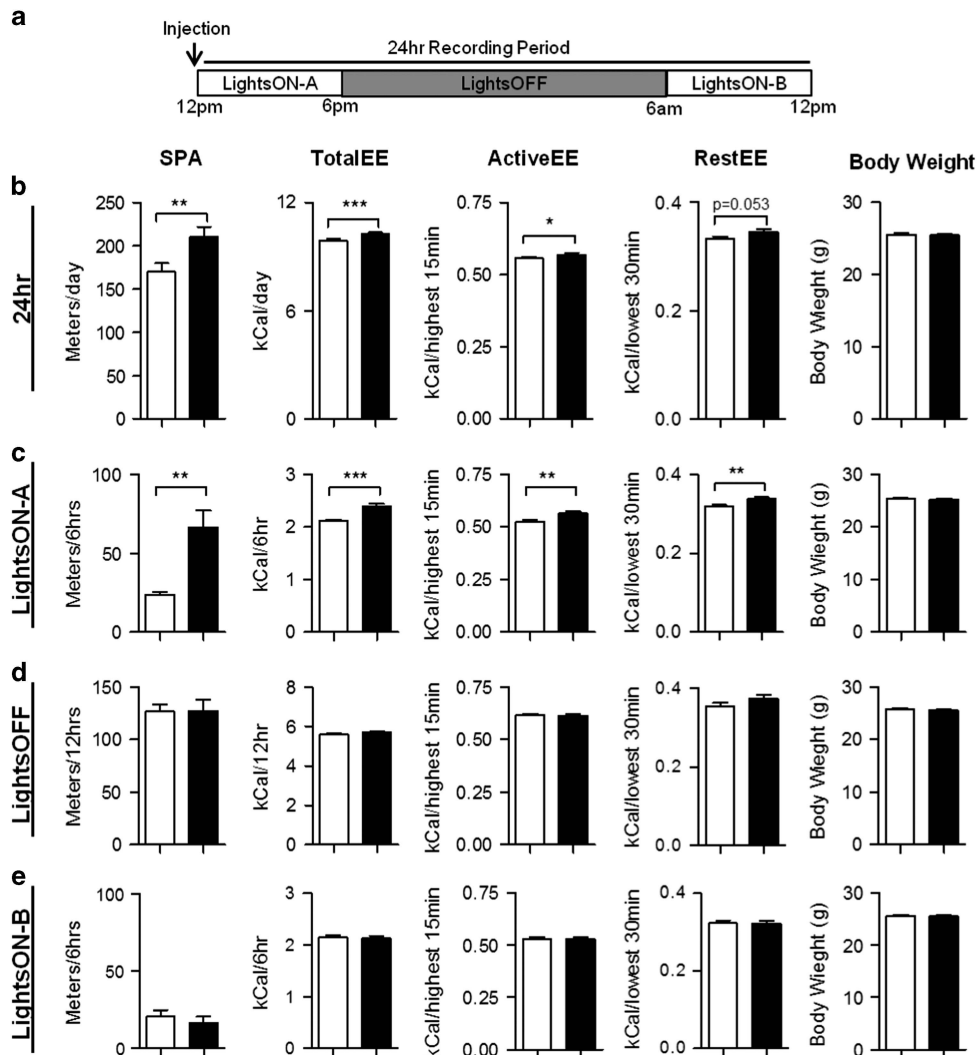 a
Injection
24hr Recording Period
LightsON-A
LightsOFF
LightsON-B
12pm
6pm
6am
12pm
SPA
TotalEE
ActiveEE
RestEE
Body Weight
b
24hr
Meters/day
250
200
150
100
50
0
**
kCal/day
12
6
0
***
kCal/highest 15min
0.75
0.50
0.25
0.00
*
kCal/lowest 30min
0.4
0.2
0.0
p=0.053
Body Wieght (g)
30
20
10
0
c
LightsON-A
Meters/6hrs
100
50
0
**
kCal/6hr
3
2
1
0
***
kCal/highest 15min
0.75
0.50
0.25
0.00
**
kCal/lowest 30min
0.4
0.2
0.0
**
Body Wieght (g)
30
20
10
0
d
LightsOFF
Meters/12hrs
150
100
50
0
kCal/12hr
8
6
4
2
0
kCal/highest 15min
0.75
0.50
0.25
0.00
kCal/lowest 30min
0.4
0.2
0.0
Body Wieght (g)
30
20
10
0
e
LightsON-B
Meters/6hrs
100
50
0
kCal/6hr
3
2
1
0
kCal/highest 15min
0.75
0.50
0.25
0.00
kCal/lowest 30min
0.4
0.2
0.0
Body Wieght (g)
30
20
10
0